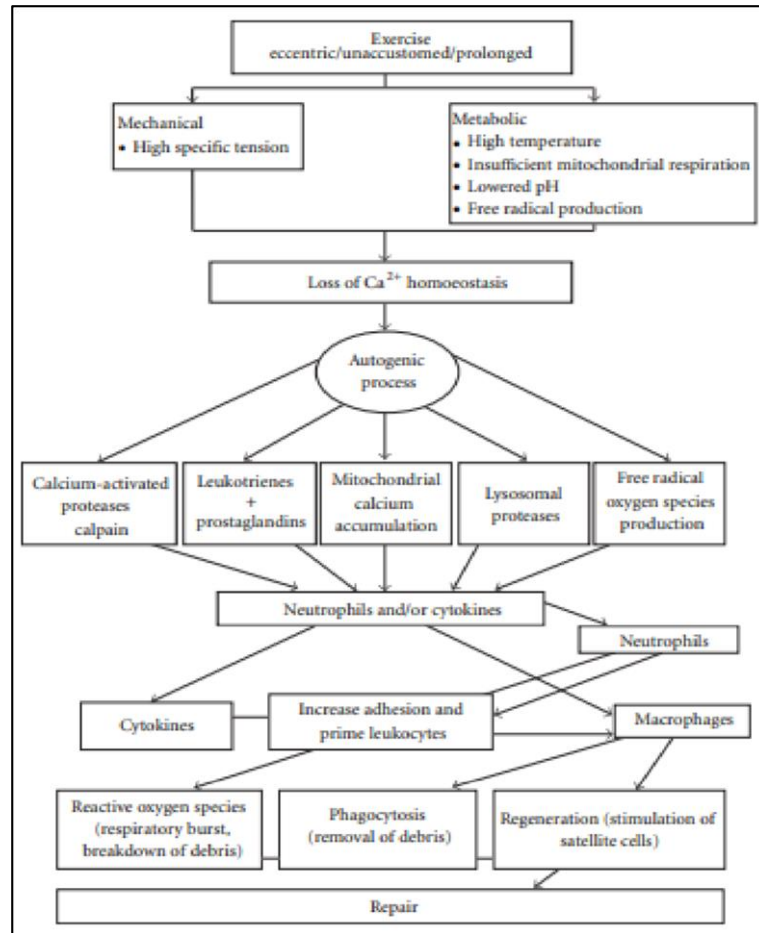 Exercise
eccentric/unaccustomed/prolonged
Mechanical
• High specific tension
Metabolic
• High temperature
• Insufficient mitochondrial respiration
• Lowered pH
• Free radical production
Loss of Ca²⁺ homoeostasis
Autogenic
process
Calcium-activated
proteases
calpain
Leukotrienes
+
prostaglandins
Mitochondrial
calcium
accumulation
Lysosomal
proteases
Free radical
oxygen species
production
Neutrophils and/or cytokines
Neutrophils
Cytokines
Increase adhesion and
prime leukocytes
Macrophages
Reactive oxygen species
(respiratory burst,
breakdown of debris)
Phagocytosis
(removal of debris)
Regeneration (stimulation of
satellite cells)
Repair